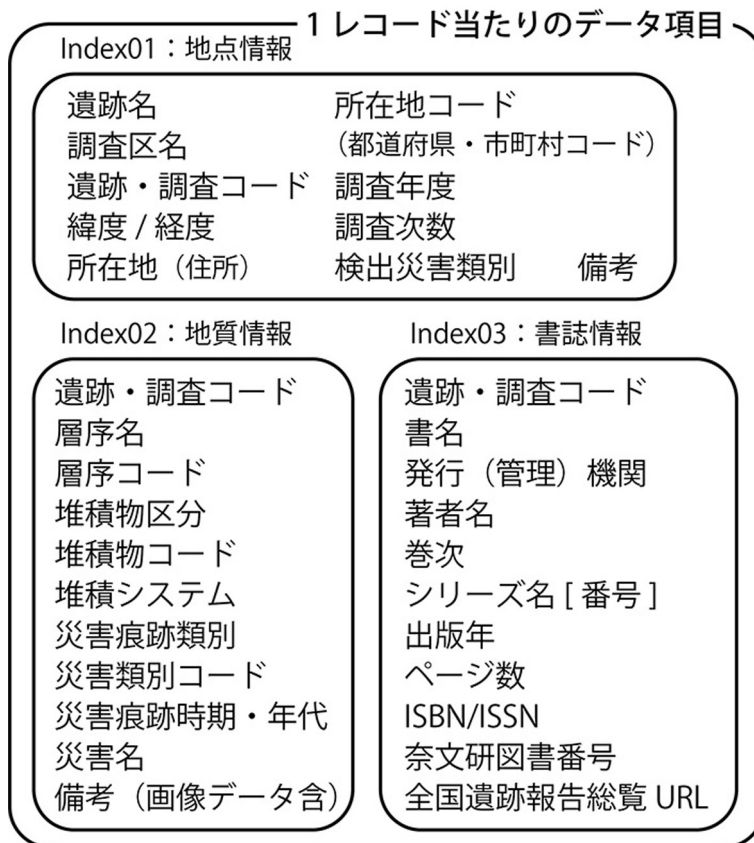 1 レコード当たりのデータ項目
Index01：地点情報
遺跡名 所在地コード
調査区名 （都道府県・市町村コード）
遺跡・調査コード 調査年度
緯度 / 経度 調査次数
所在地（住所） 検出災害類別 備考
Index02：地質情報
遺跡・調査コード
層序名
層序コード
堆積物区分
堆積物コード
堆積システム
災害痕跡類別
災害類別コード
災害痕跡時期・年代
災害名
備考（画像データ含）
Index03：書誌情報
遺跡・調査コード
書名
発行（管理）機関
著者名
巻次
シリーズ名 [ 番号 ]
出版年
ページ数
ISBN/ISSN
奈文研図書番号
全国遺跡報告総覧 URL